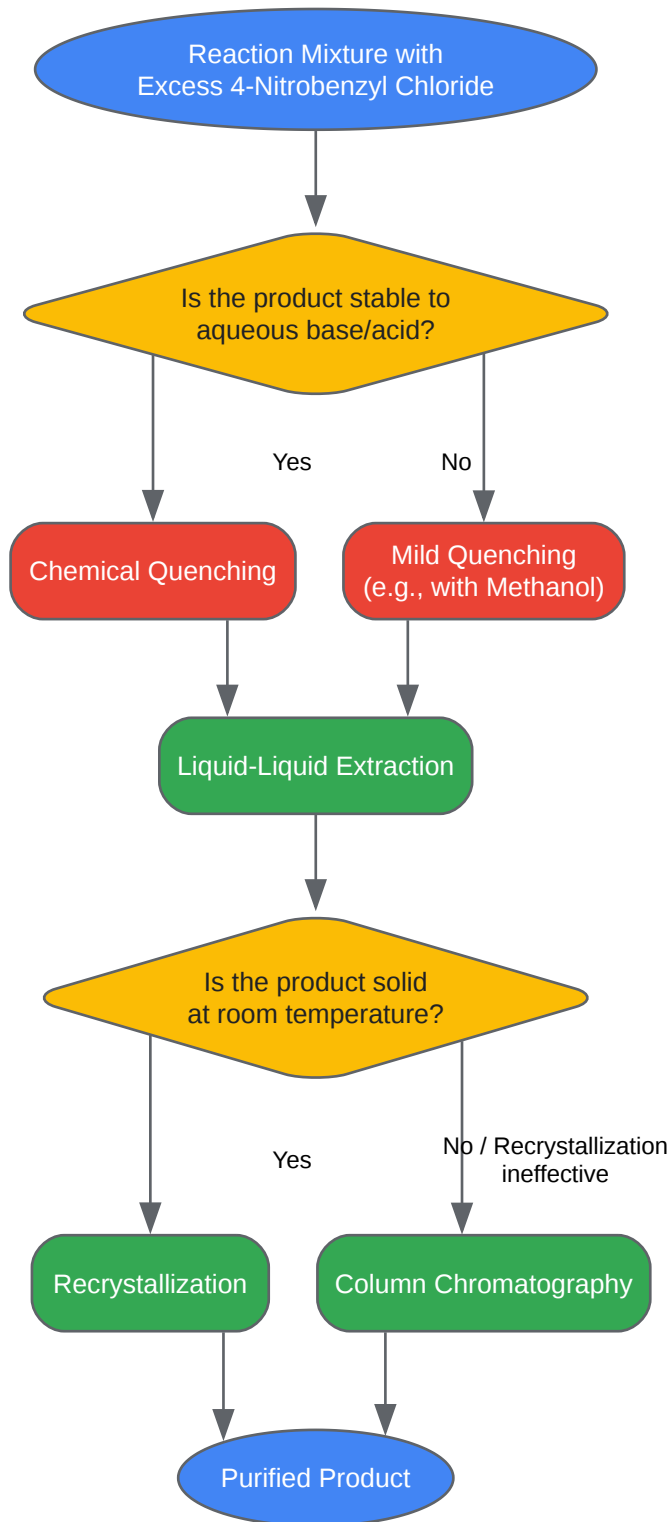 Reaction Mixture with
Excess 4-Nitrobenzyl Chloride
Is the product stable to
aqueous base/acid?
Yes
No
Chemical Quenching
Mild Quenching
(e.g., with Methanol)
Liquid-Liquid Extraction
Is the product solid
at room temperature?
Yes
No / Recrystallization
ineffective
Recrystallization
Column Chromatography
Purified Product